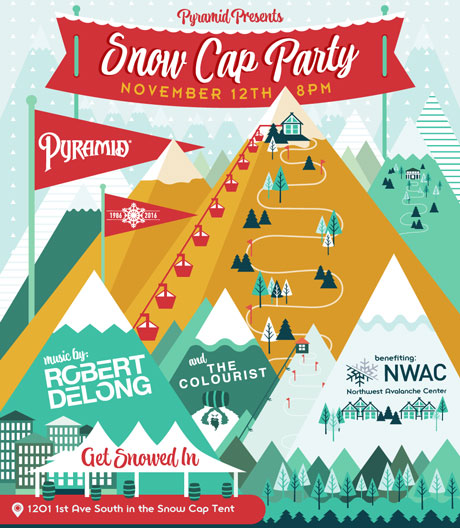 Pyramid Presents
Snow Cap Party
NOVEMBER 12TH 8PM
PYRAMID
1986 2016
music by:
ROBERT
DELONG
and
THE
COLOURIST
benefiting:
NWAC
Northwest Avalanche Center
Get Snowed In
1201 1st Ave South in the Snow Cap Tent